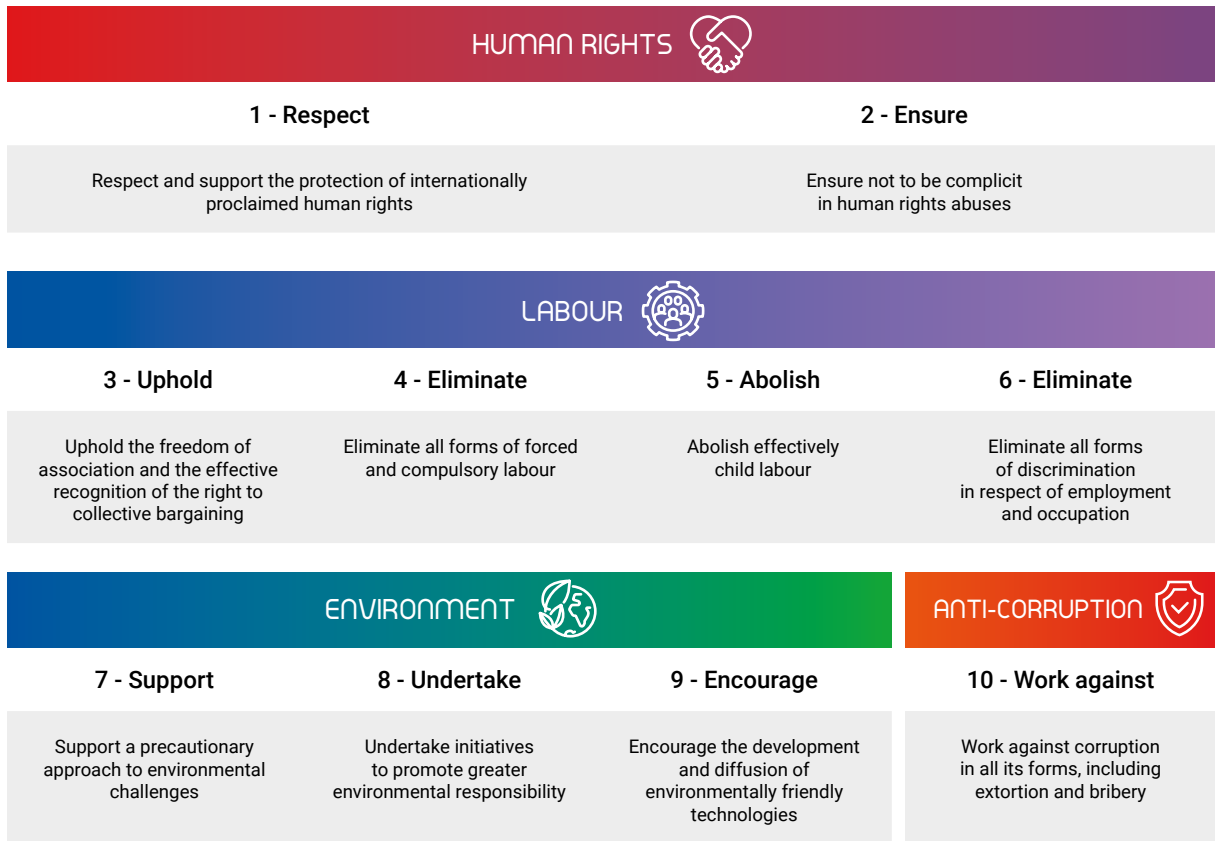 HUMAN RIGHTS
1 - Respect
2 - Ensure
Respect and support the protection of internationally
proclaimed human rights
Ensure not to be complicit
in human rights abuses
LABOUR
3 - Uphold
4 - Eliminate
5 - Abolish
6 - Eliminate
Uphold the freedom of
association and the effective
recognition of the right to
collective bargaining
Eliminate all forms of forced
and compulsory labour
Abolish effectively
child labour
Eliminate all forms
of discrimination
in respect of employment
and occupation
ENVIRONMENT
7 - Support
8 - Undertake
9 - Encourage
Support a precautionary
approach to environmental
challenges
Undertake initiatives
to promote greater
environmental responsibility
Encourage the development
and diffusion of
environmentally friendly
technologies
ANTI-CORRUPTION
10 - Work against
Work against corruption
in all its forms, including
extortion and bribery